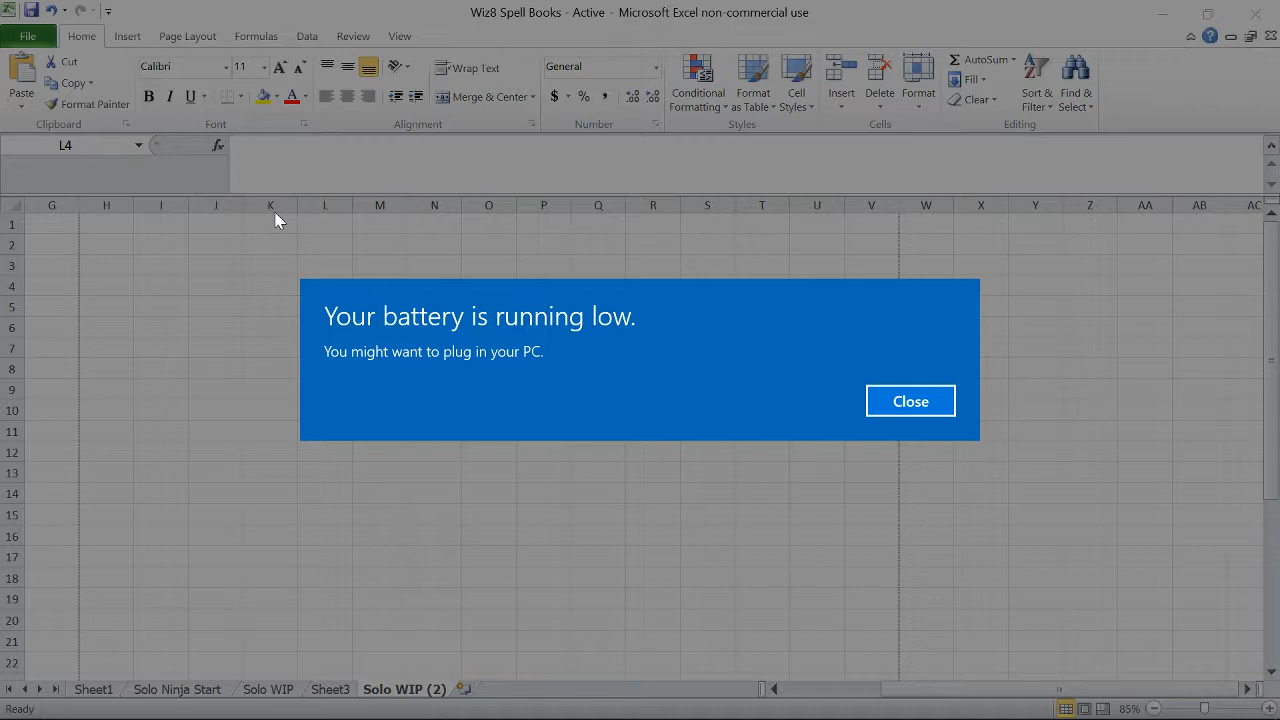 Wiz8 Spell Books - Active - Microsoft Excel non-commercial use
File Home Insert Page Layout Formulas Data Review View
Cut
Copy
Format Painter
Paste
Clipboard
Calibri 11
A A
B I U A
Font
Wrap Text
Merge & Center
Alignment
General
$ % , .0 .00 .00 .0
Number
Conditional Formatting
Format as Table
Cell Styles
Styles
Insert Delete Format
Cells
Σ AutoSum
Fill
Clear
Sort & Filter
Find & Select
Editing
L4 fx
G H I J K L M N O P Q R S T U V W X Y Z AA AB AC
1
2
3
4
5
6
7
8
9
10
11
12
13
14
15
16
17
18
19
20
21
22
Your battery is running low.
You might want to plug in your PC.
Close
Sheet1 Solo Ninja Start Solo WIP Sheet3 Solo WIP (2)
Ready 85%